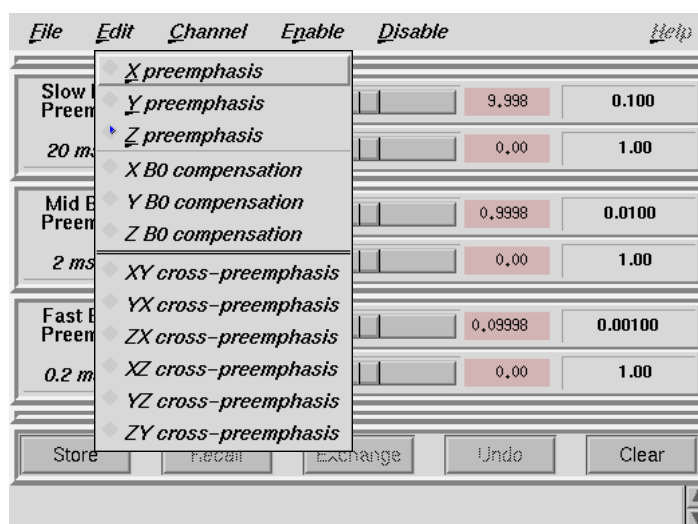 File Edit Channel Enable Disable Help
X preemphasis
Y preemphasis
Z preemphasis
X B0 compensation
Y B0 compensation
Z B0 compensation
XY cross-preemphasis
YX cross-preemphasis
ZX cross-preemphasis
XZ cross-preemphasis
YZ cross-preemphasis
ZY cross-preemphasis
Slow
Preem
9.998 0.100
20 ms
0.00 1.00
Mid
Preem
0.9998 0.0100
2 ms
0.00 1.00
Fast
Preem
0.09998 0.00100
0.2 m
0.00 1.00
Store Recall Exchange Undo Clear